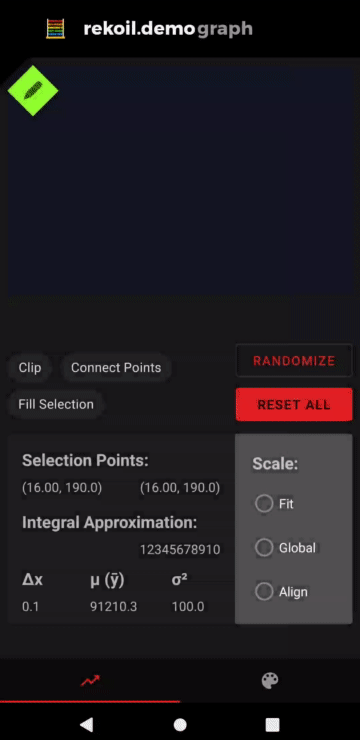 rekoil.demograph
Clip
Connect Points
RANDOMIZE
Fill Selection
RESET ALL
Selection Points:
(16.00, 190.0) (16.00, 190.0)
Integral Approximation:
12345678910
Δx μ (ȳ) σ²
0.1 91210.3 100.0
Scale:
Fit
Global
Align